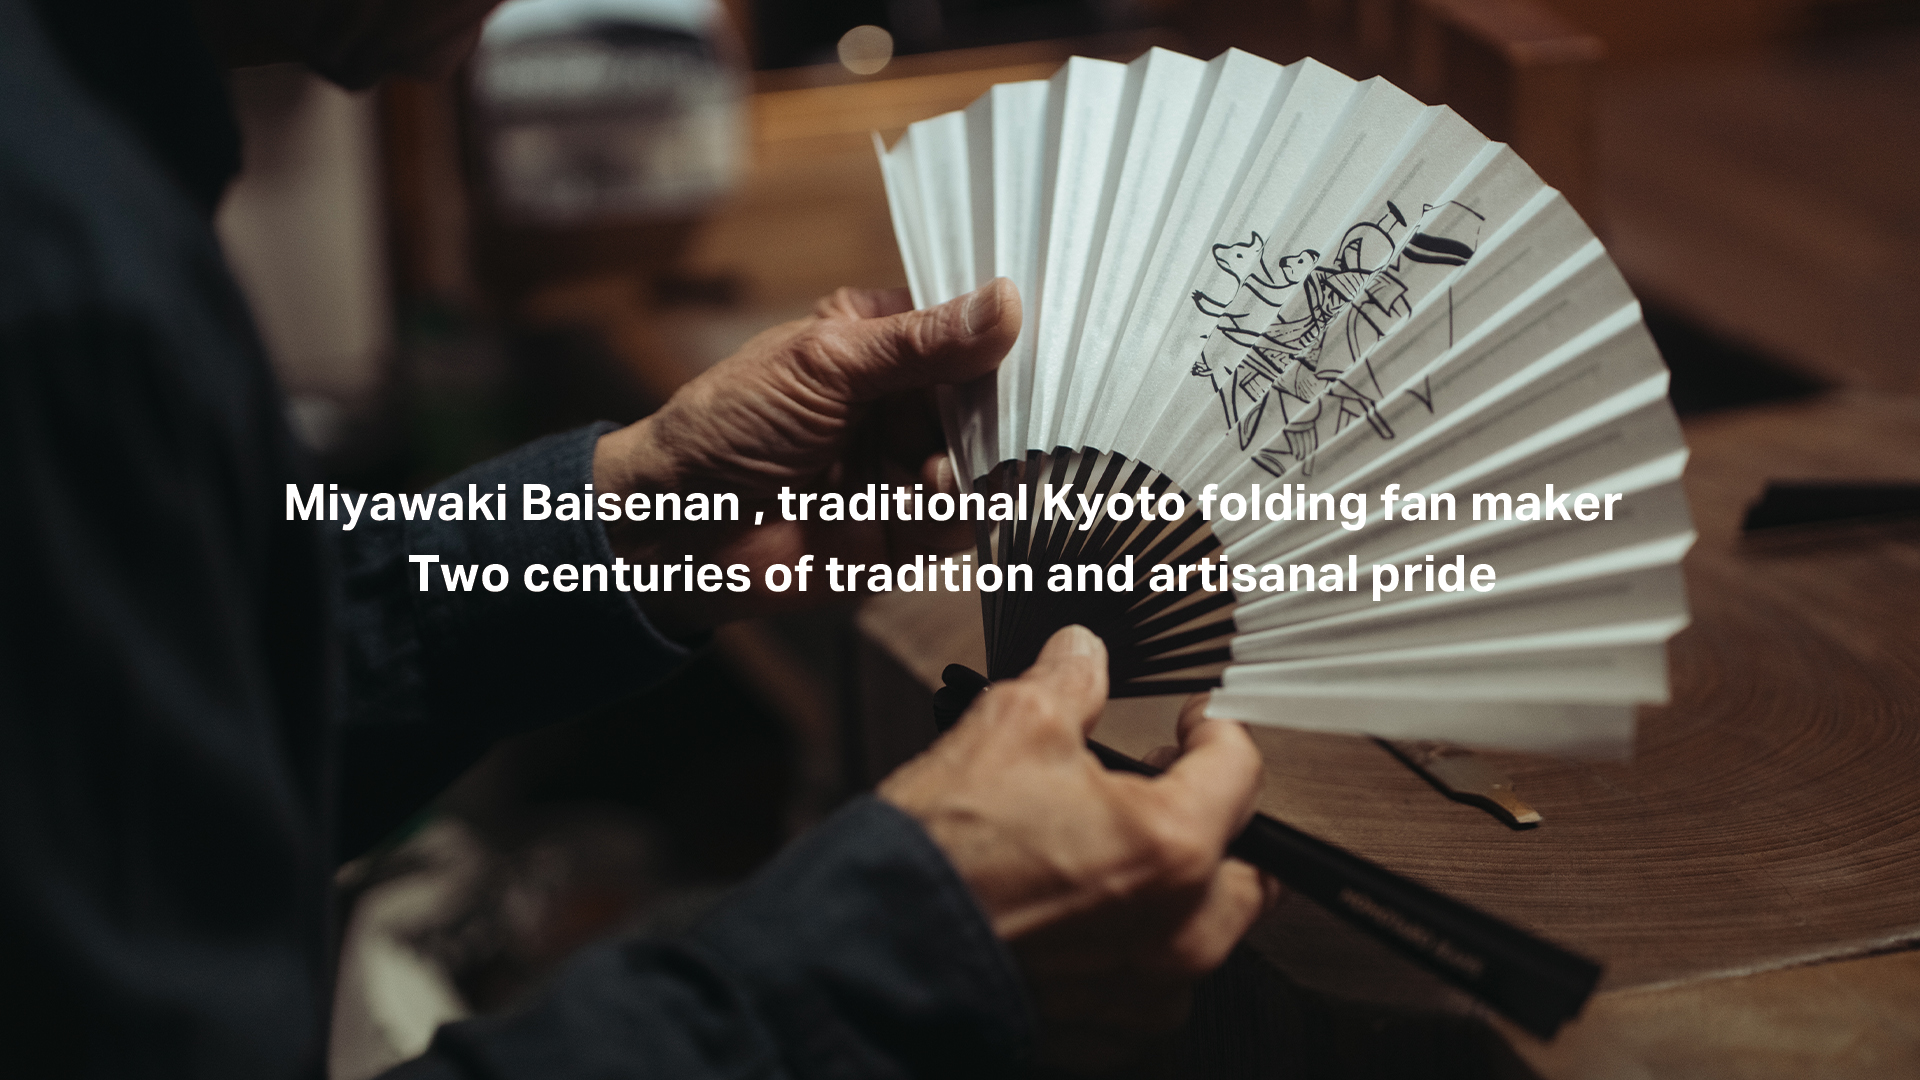 Miyawaki Baisenan , traditional Kyoto folding fan maker
Two centuries of tradition and artisanal pride